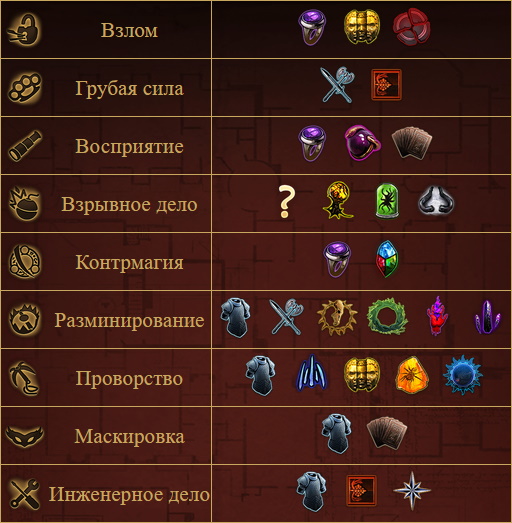 Взлом
Грубая сила
Восприятие
Взрывное дело ?
Контрмагия
Разминирование
Проворство
Маскировка
Инженерное дело